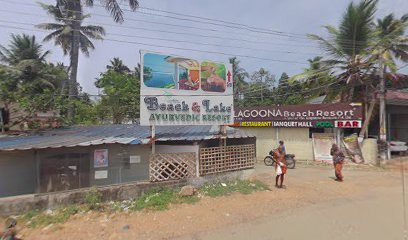 Beach & Lake
AYURVEDIC RESORT
LAGOONA Beach Resort
RESTAURANT BANQUET HALL POOL BAR